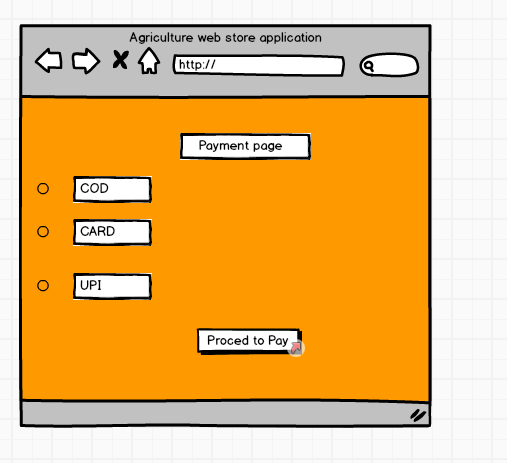 Agriculture web store application
http://
Payment page
COD
CARD
UPI
Proced to Pay